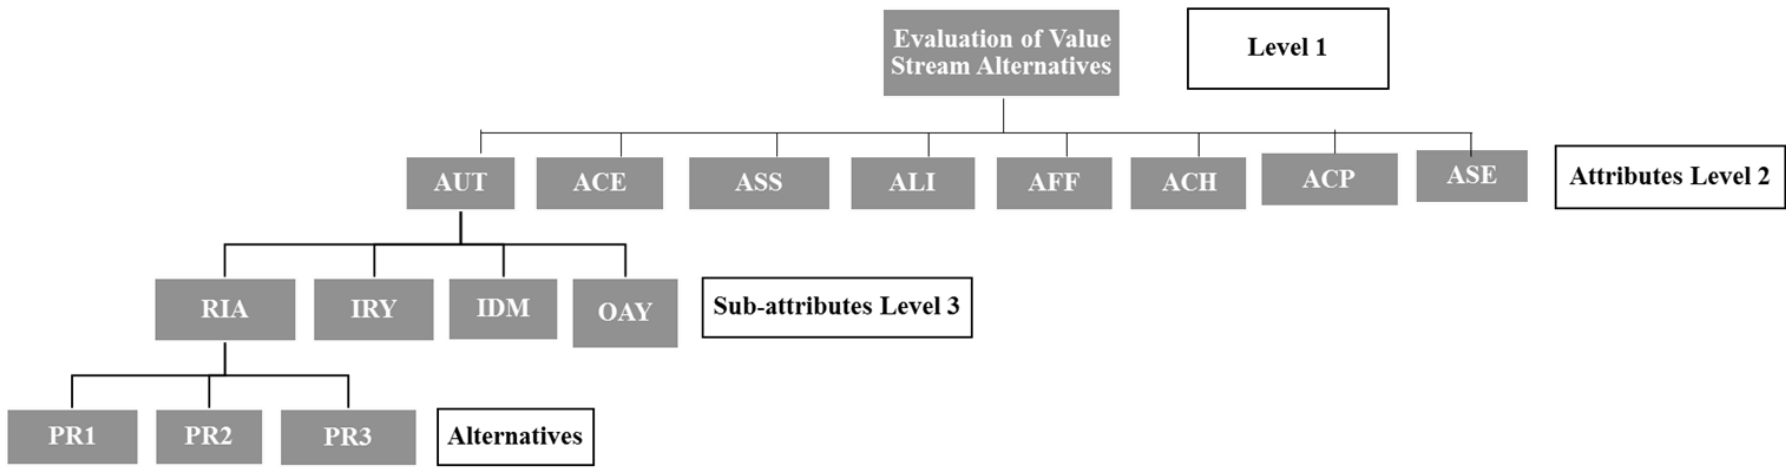 Evaluation of Value
Stream Alternatives
Level 1
AUT
ACE
ASS
ALI
AFF
ACH
ACP
ASE
Attributes Level 2
RIA
IRY
IDM
OAY
Sub-attributes Level 3
PR1
PR2
PR3
Alternatives